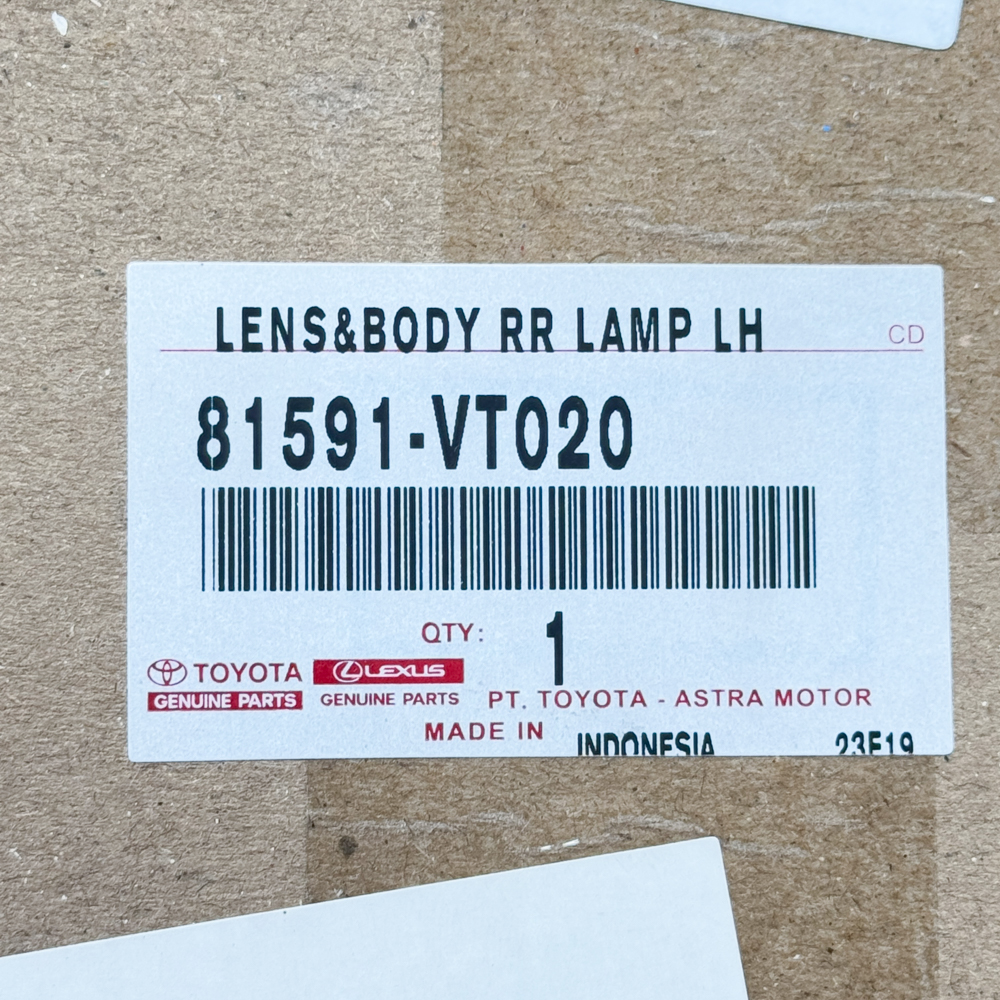 LENS&BODY RR LAMP LH
CD
81591-VT020
QTY: 1
TOYOTA LEXUS
GENUINE PARTS GENUINE PARTS PT. TOYOTA - ASTRA MOTOR
MADE IN INDONESIA